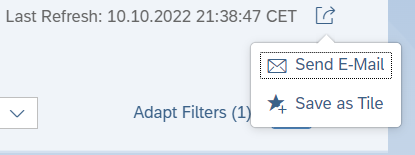 Last Refresh: 10.10.2022 21:38:47 CET
Send E-Mail
Save as Tile
Adapt Filters (1)